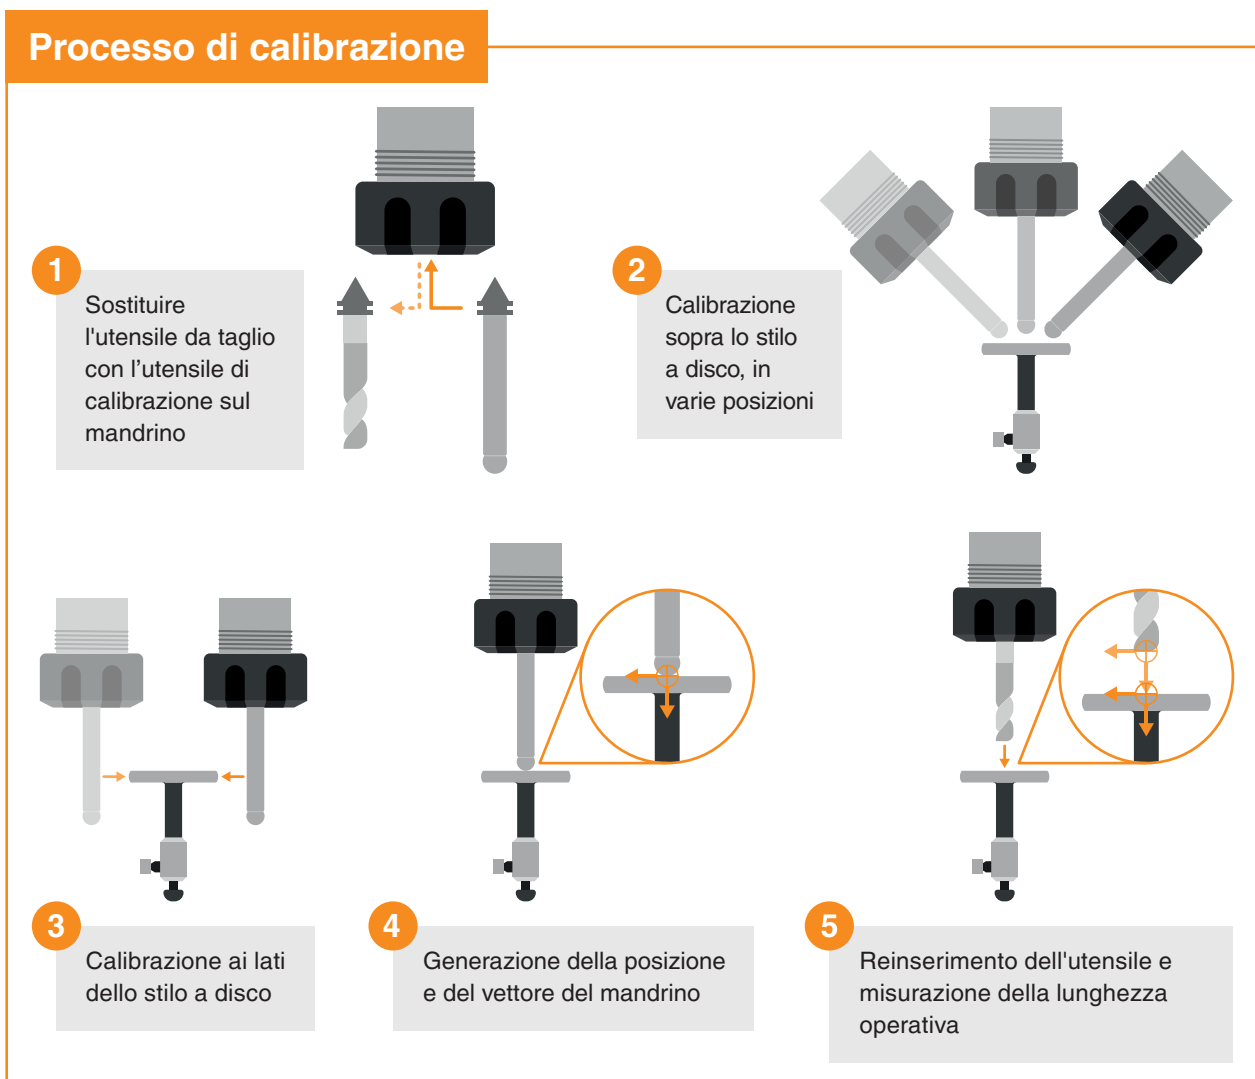 Processo di calibrazione
1
Sostituire
l'utensile da taglio
con l’utensile di
calibrazione sul
mandrino
2
Calibrazione
sopra lo stilo
a disco, in
varie posizioni
3
Calibrazione ai lati
dello stilo a disco
4
Generazione della posizione
e del vettore del mandrino
5
Reinserimento dell'utensile e
misurazione della lunghezza
operativa